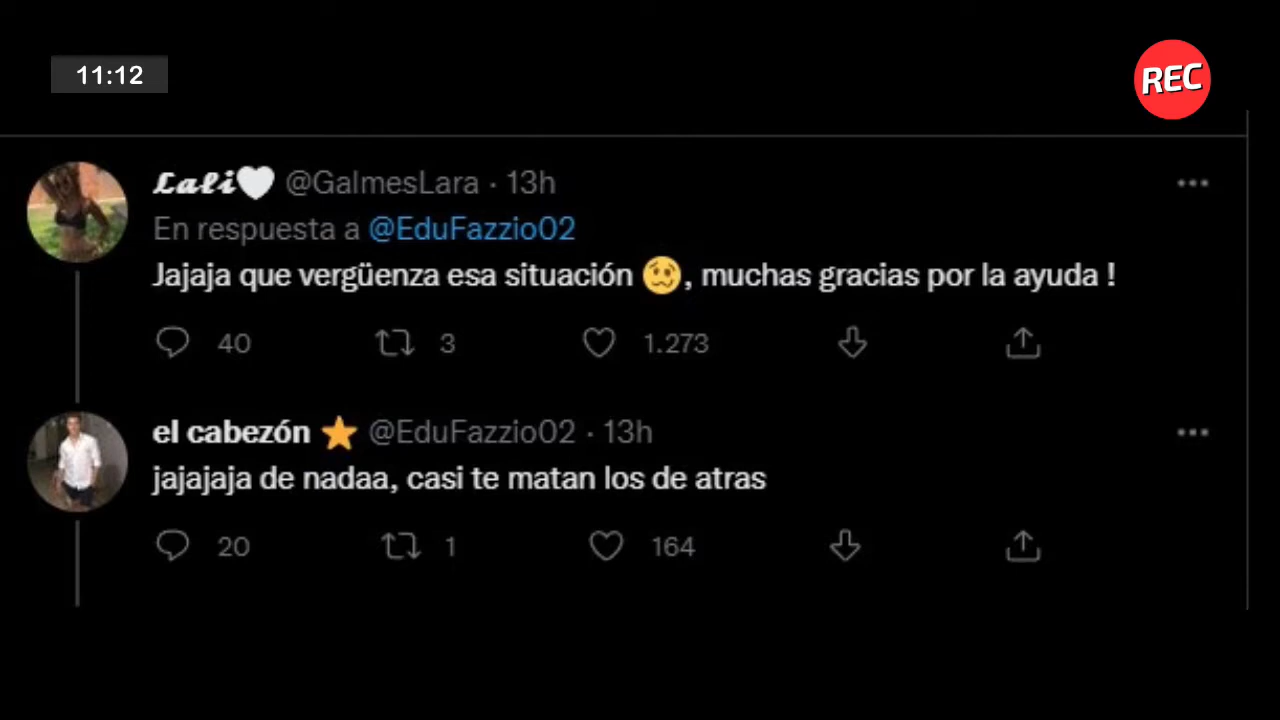 11:12
REC
Lali🤍 @GalmesLara · 13h
En respuesta a @EduFazzio02
Jajaja que vergüenza esa situación 🥴, muchas gracias por la ayuda !
40 3 1.273
el cabezón ⭐ @EduFazzio02 · 13h
jajajaja de nadaa, casi te matan los de atras
20 1 164